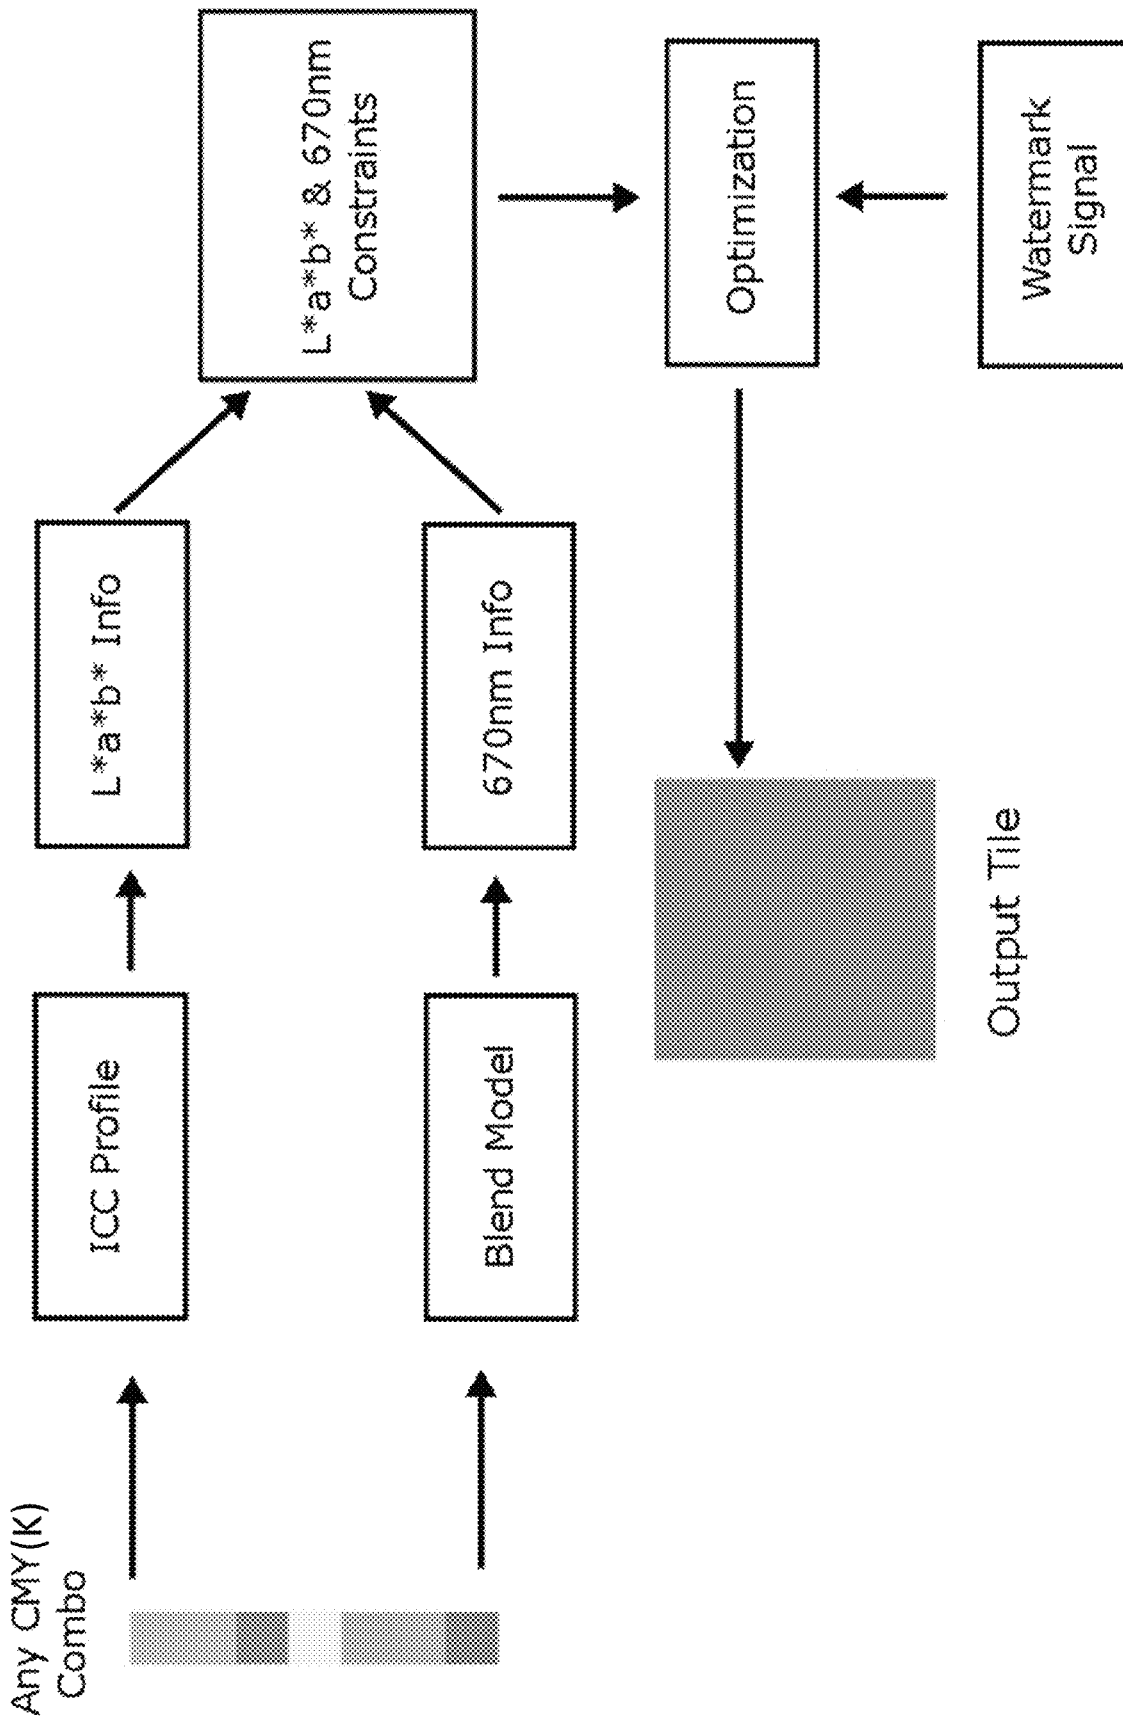 Any CMY(K)
Combo
ICC Profile
L*a*b* Info
Blend Model
670nm Info
L*a*b* & 670nm
Constraints
Optimization
Watermark
Signal
Output Tile